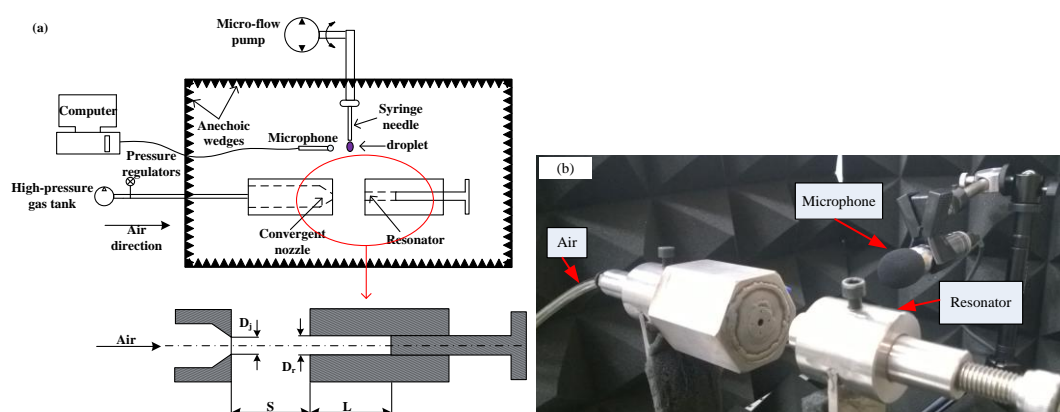 (a)
Micro-flow
pump
Computer
Anechoic
wedges
Syringe
needle
Microphone
droplet
Pressure
regulators
High-pressure
gas tank
Convergent
nozzle
Resonator
Air
direction
Air
Dj
Dr
S
L
(b)
Microphone
Air
Resonator